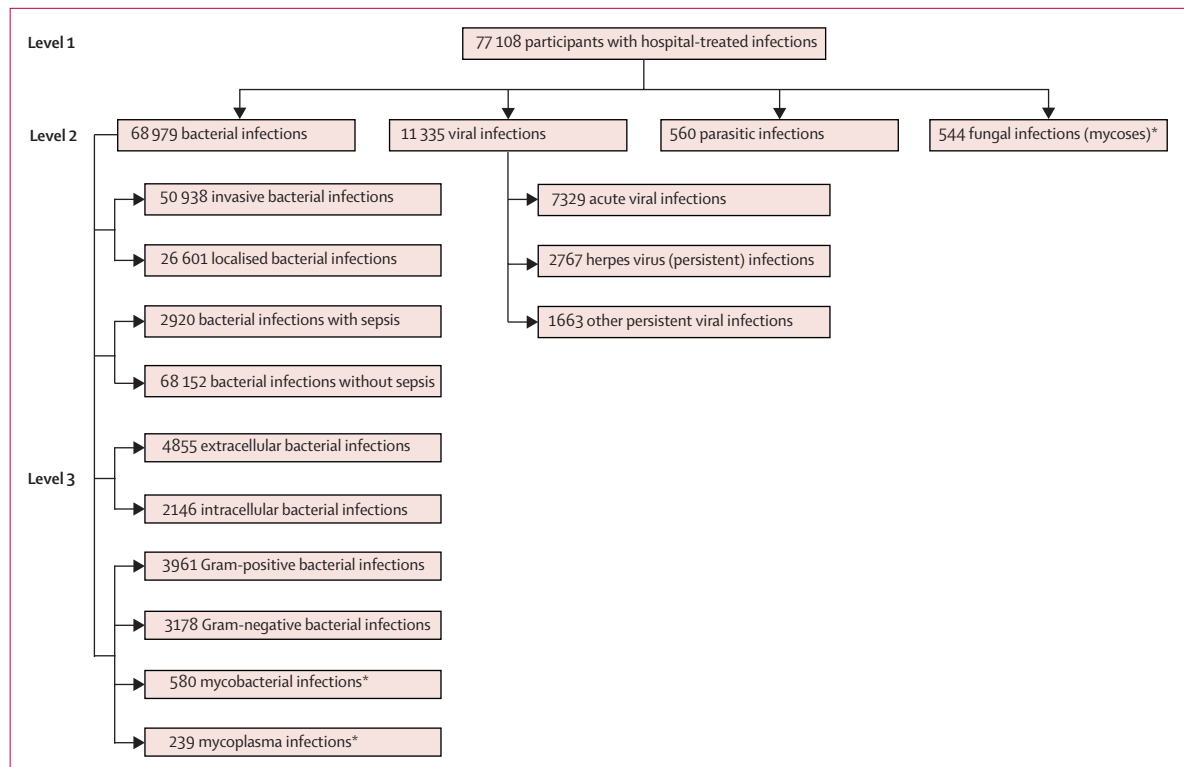 Level 1
77 108 participants with hospital-treated infections
Level 2
68 979 bacterial infections
11 335 viral infections
560 parasitic infections
544 fungal infections (mycoses)*
50 938 invasive bacterial infections
7329 acute viral infections
26 601 localised bacterial infections
2767 herpes virus (persistent) infections
2920 bacterial infections with sepsis
1663 other persistent viral infections
68 152 bacterial infections without sepsis
4855 extracellular bacterial infections
Level 3
2146 intracellular bacterial infections
3961 Gram-positive bacterial infections
3178 Gram-negative bacterial infections
580 mycobacterial infections*
239 mycoplasma infections*